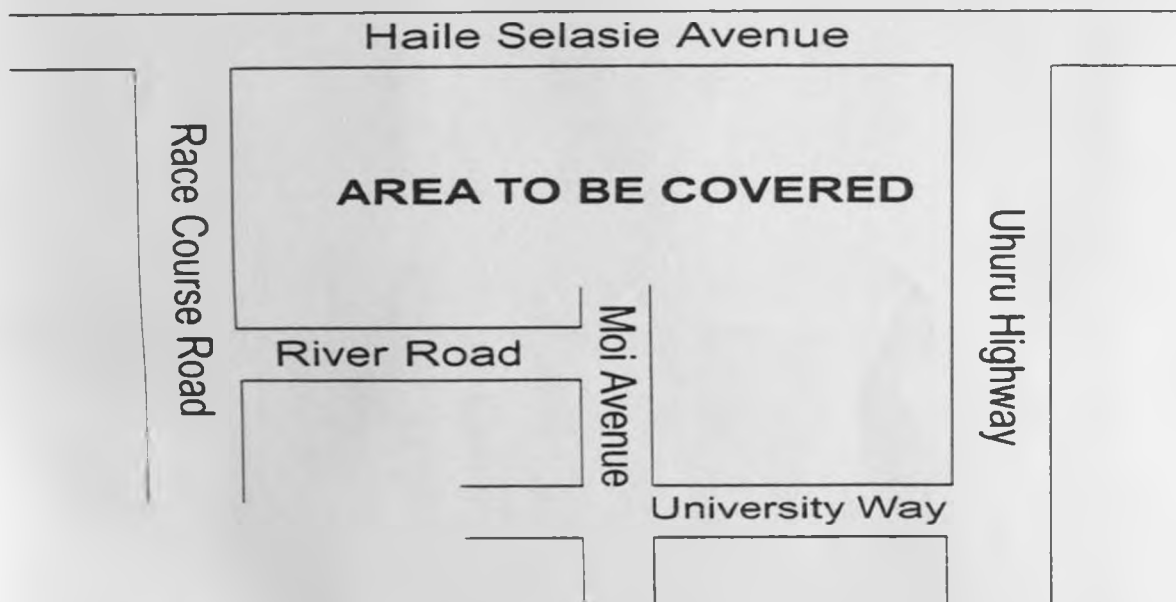 Haile Selasie Avenue
Race Course Road
AREA TO BE COVERED
Uhuru Highway
River Road
Moi Avenue
University Way